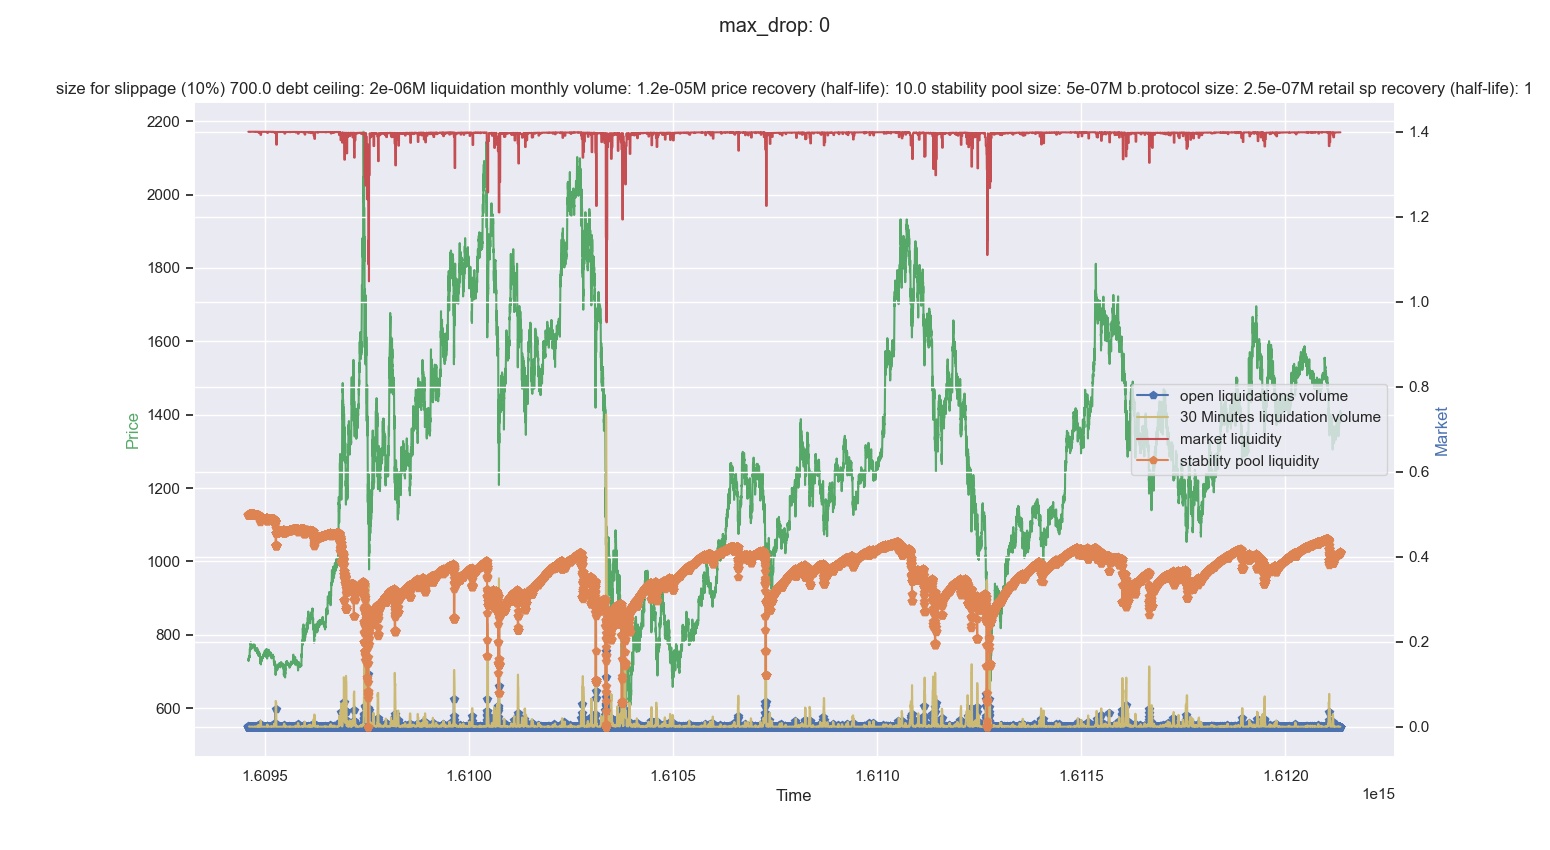 max_drop: 0
size for slippage (10%) 700.0 debt ceiling: 2e-06M liquidation monthly volume: 1.2e-05M price recovery (half-life): 10.0 stability pool size: 5e-07M b.protocol size: 2.5e-07M retail sp recovery (half-life): 1
2200
2000
1800
1600
1400
1200
1000
800
600
Price
1.4
1.2
1.0
0.8
0.6
0.4
0.2
0.0
Market
open liquidations volume
30 Minutes liquidation volume
market liquidity
stability pool liquidity
1.6095 1.6100 1.6105 1.6110 1.6115 1.6120
1e15
Time